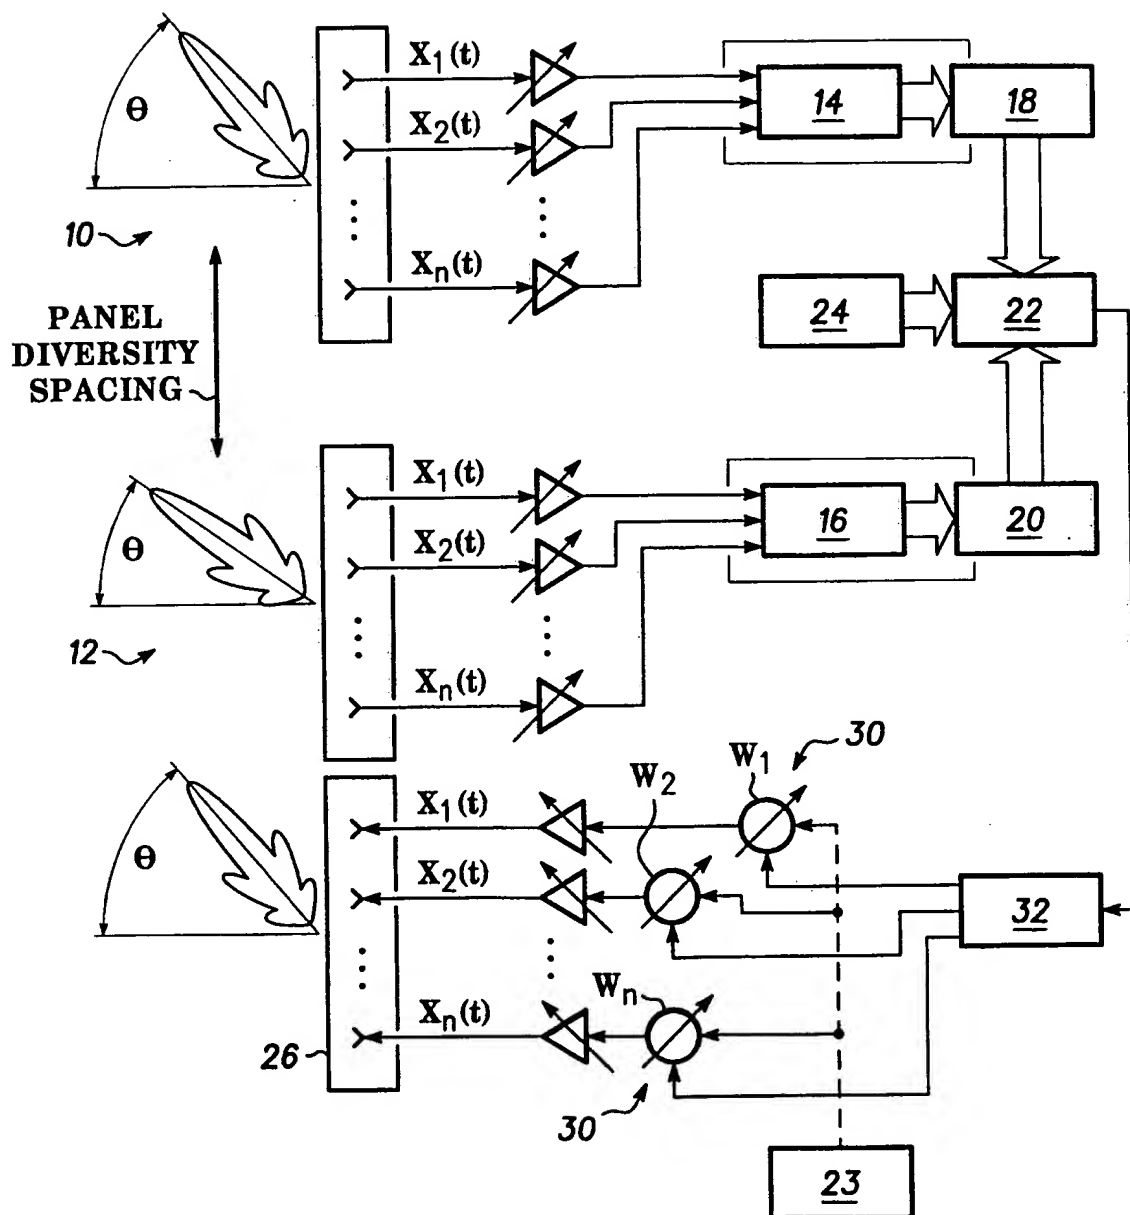 θ
X1(t)
X2(t)
Xn(t)
14
18
10
PANEL
DIVERSITY
SPACING
24
22
θ
X1(t)
X2(t)
Xn(t)
16
20
12
θ
X1(t)
X2(t)
Xn(t)
W1
W2
Wn
30
32
26
30
23